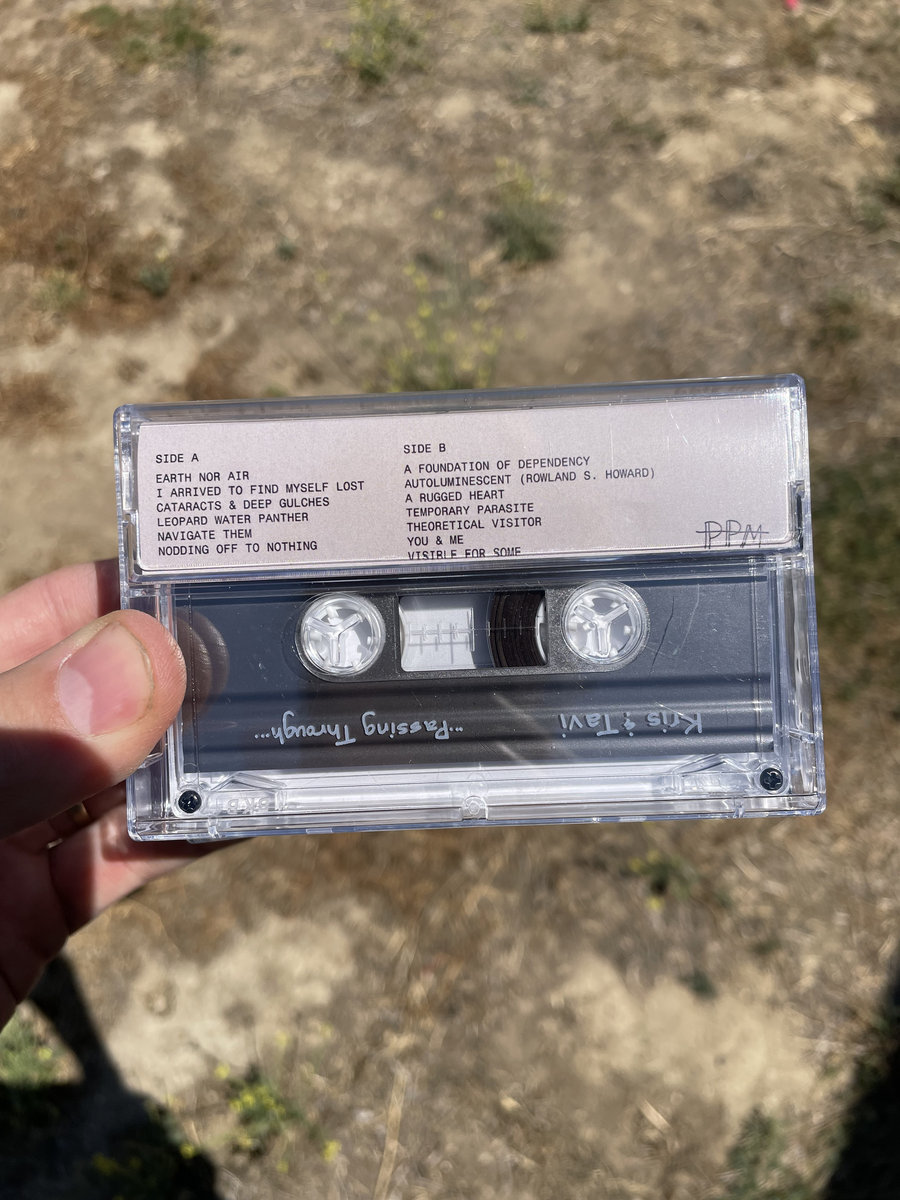 SIDE A
EARTH NOR AIR
I ARRIVED TO FIND MYSELF LOST
CATARACTS & DEEP GULCHES
LEOPARD WATER PANTHER
NAVIGATE THEM
NODDING OFF TO NOTHING
SIDE B
A FOUNDATION OF DEPENDENCY
AUTOLUMINESCENT (ROWLAND S. HOWARD)
A RUGGED HEART
TEMPORARY PARASITE
THEORETICAL VISITOR
YOU & ME
VISIBLE FOR SOME
PPM
Kris & Tavi
"Passing Through"